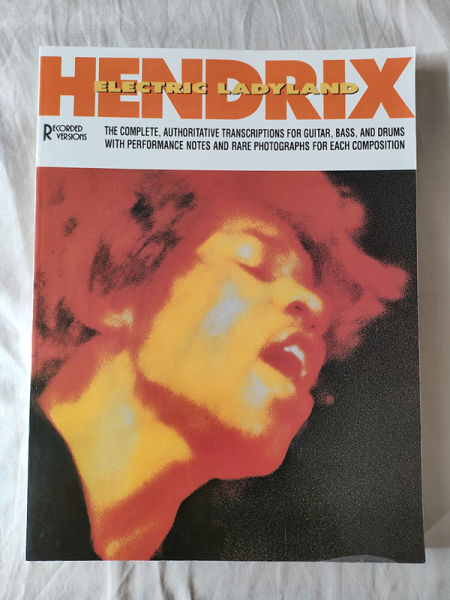 HENDRIX
ELECTRIC LADYLAND
RECORDED VERSIONS
THE COMPLETE, AUTHORITATIVE TRANSCRIPTIONS FOR GUITAR, BASS, AND DRUMS
WITH PERFORMANCE NOTES AND RARE PHOTOGRAPHS FOR EACH COMPOSITION